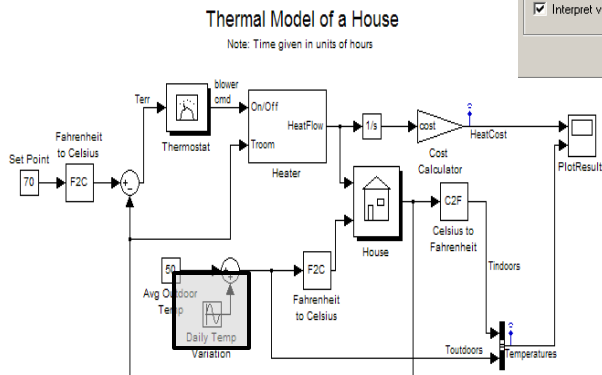 Thermal Model of a House
Note: Time given in units of hours
Interpret v
Terr
blower
cmd
On/Off
HeatFlow
Troom
Heater
Thermostat
1/s
cost
HeatCost
Cost
Calculator
PlotResult
Fahrenheit
to Celsius
Set Point
70
F2C
House
C2F
Celsius to
Fahrenheit
Tindoors
50
Avg Outdoor
Temp
F2C
Fahrenheit
to Celsius
Daily Temp
Variation
Toutdoors
Temperatures